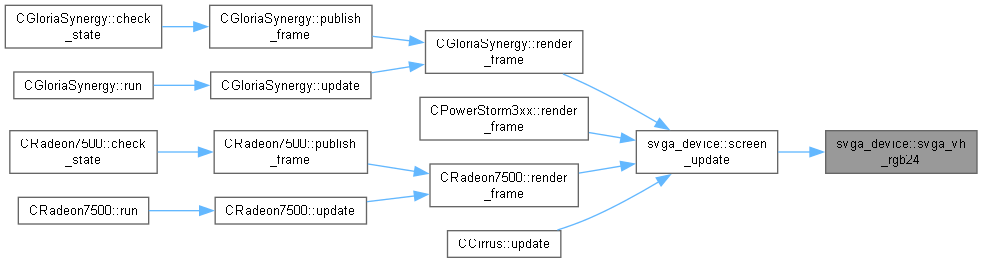 CGloriaSynergy::check
_state
CGloriaSynergy::publish
_frame
CGloriaSynergy::render
_frame
CGloriaSynergy::run
CGloriaSynergy::update
CPowerStorm3xx::render
_frame
CRadeon7500::check
_state
CRadeon7500::publish
_frame
svga_device::screen
_update
svga_device::svga_vh
_rgb24
CRadeon7500::render
_frame
CRadeon7500::run
CRadeon7500::update
CCirrus::update